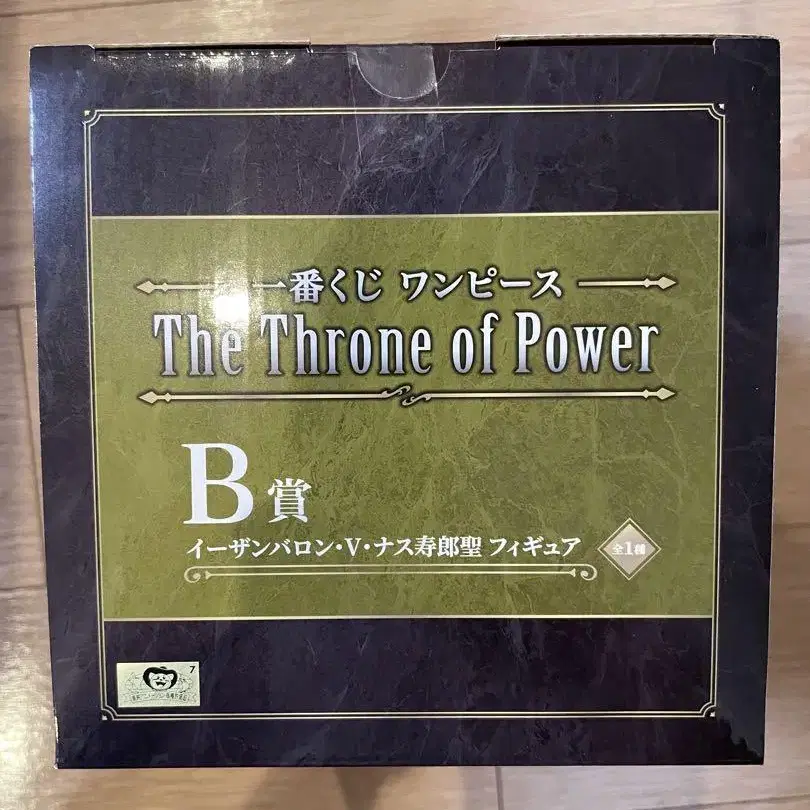 一番くじ ワンピース
The Throne of Power
B賞
イーザンバロン・V・ナス寿郎聖 フィギュア
全1種
7